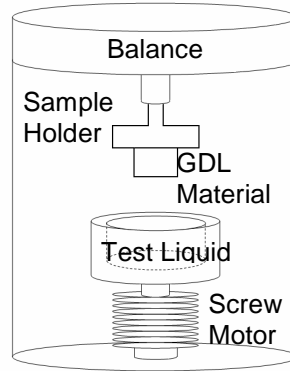 Balance
Sample
Holder
GDL
Material
Test Liquid
Screw
Motor